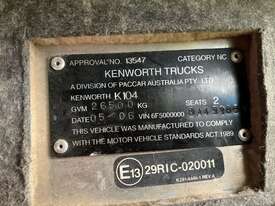 APPROVAL NO. 13547 CATEGORY NC
KENWORTH TRUCKS
A DIVISION OF PACCAR AUSTRALIA PTY. LTD.
KENWORTH K104
GVM 26500 KG SEATS 2
DATE 05-06 VIN 6F5000000
THIS VEHICLE WAS MANUFACTURED TO COMPLY
WITH THE MOTOR VEHICLE STANDARDS ACT 1989
E13 29RIC-020011